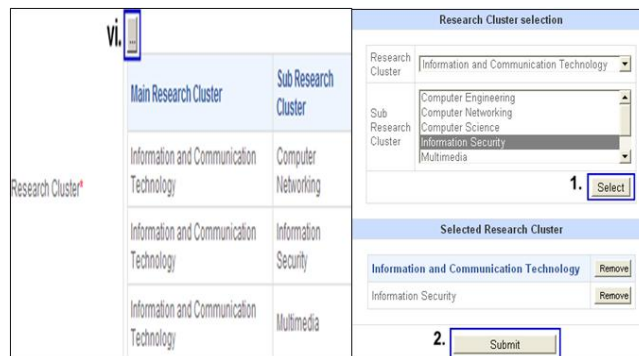 vi. ...
Main Research Cluster
Sub Research
Cluster
Research Cluster*
Information and Communication
Technology
Computer
Networking
Information and Communication
Technology
Information
Security
Information and Communication
Technology
Multimedia
Research Cluster selection
Research
Cluster
Information and Communication Technology
Sub
Research
Cluster
Computer Engineering
Computer Networking
Computer Science
Information Security
Multimedia
1. Select
Selected Research Cluster
Information and Communication Technology Remove
Information Security Remove
2. Submit